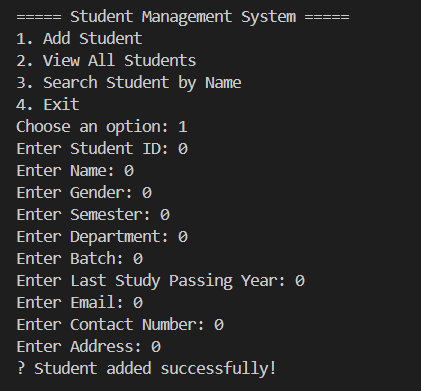 ===== Student Management System =====
1. Add Student
2. View All Students
3. Search Student by Name
4. Exit
Choose an option: 1
Enter Student ID: 0
Enter Name: 0
Enter Gender: 0
Enter Semester: 0
Enter Department: 0
Enter Batch: 0
Enter Last Study Passing Year: 0
Enter Email: 0
Enter Contact Number: 0
Enter Address: 0
? Student added successfully!